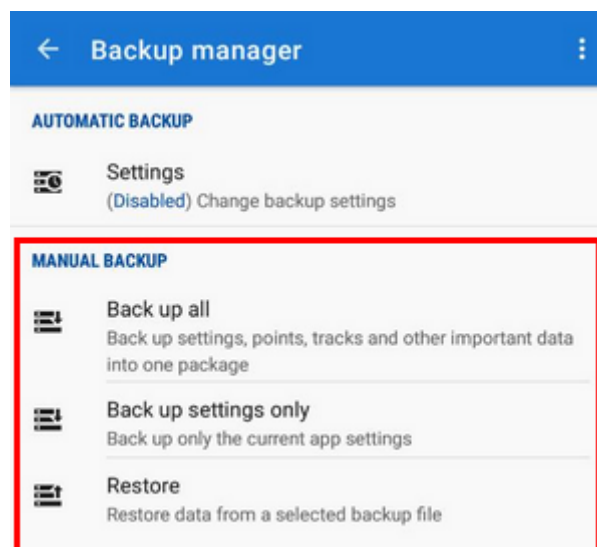 Backup manager
AUTOMATIC BACKUP
Settings
(Disabled) Change backup settings
MANUAL BACKUP
Back up all
Back up settings, points, tracks and other important data
into one package
Back up settings only
Back up only the current app settings
Restore
Restore data from a selected backup file